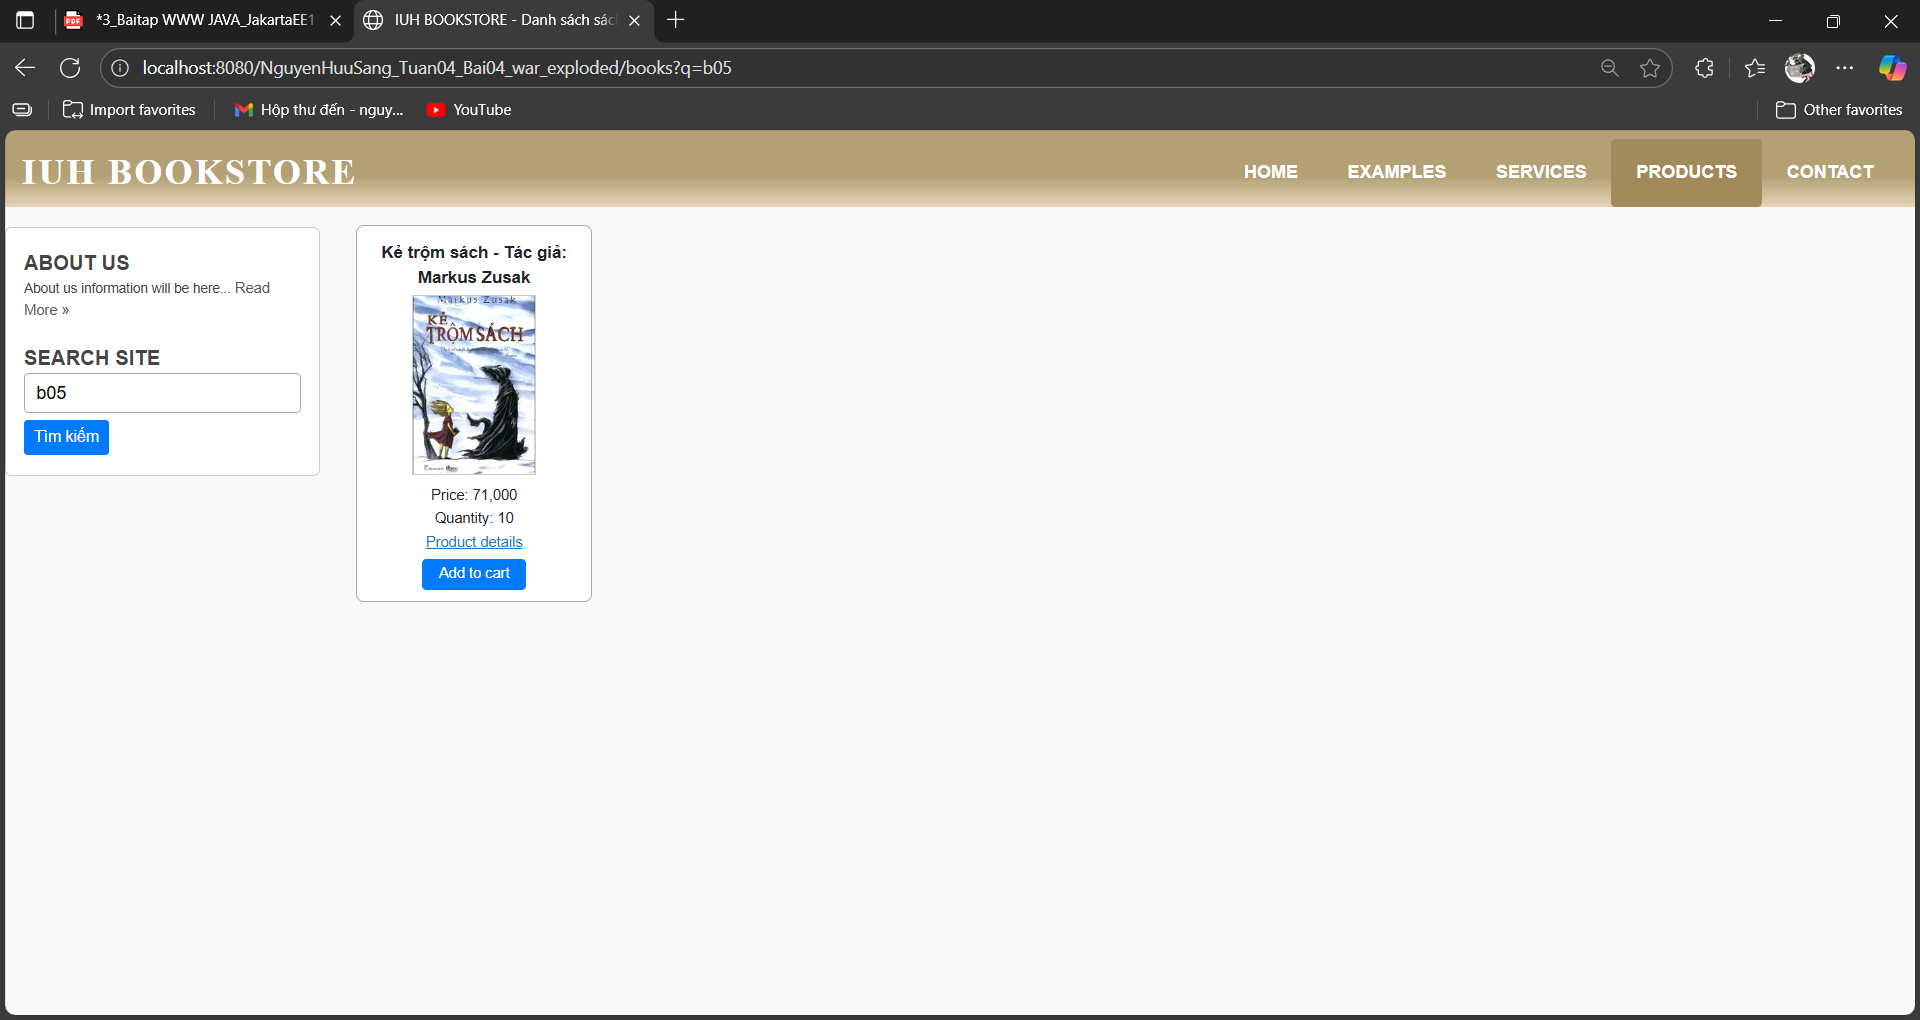 *3_Baitap WWW JAVA_JakartaEE1
IUH BOOKSTORE - Danh sách sác
localhost:8080/NguyenHuuSang_Tuan04_Bai04_war_exploded/books?q=b05
Import favorites
Hộp thư đến - nguy...
YouTube
Other favorites
IUH BOOKSTORE
HOME
EXAMPLES
SERVICES
PRODUCTS
CONTACT
ABOUT US
About us information will be here... Read
More »
SEARCH SITE
b05
Tìm kiếm
Kẻ trộm sách - Tác giả:
Markus Zusak
Markus Zusak
KẺ
TRỘM SÁCH
Price: 71,000
Quantity: 10
Product details
Add to cart